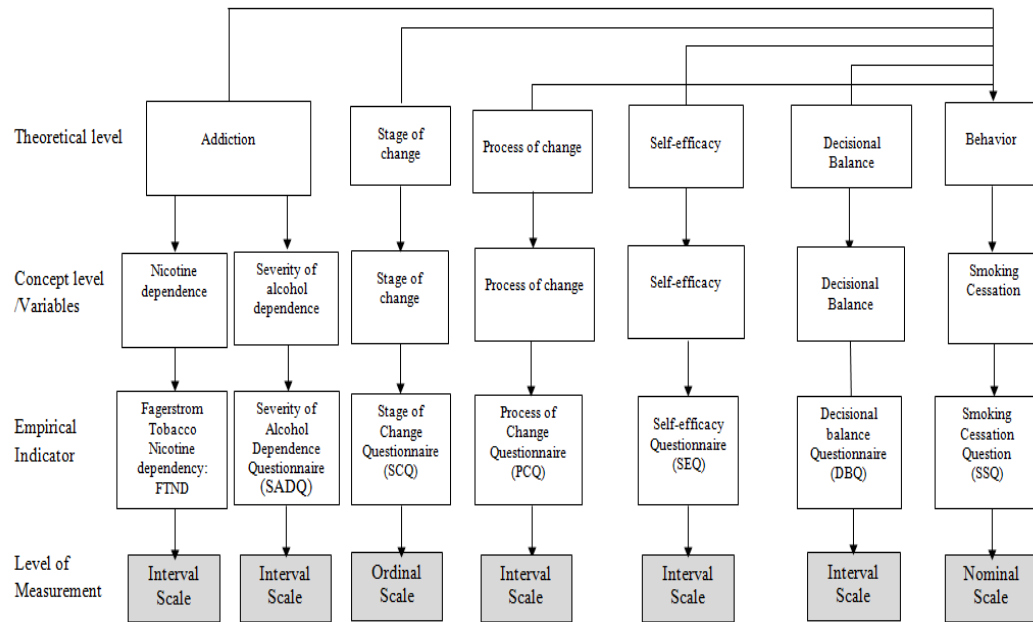 Theoretical level
Addiction
Stage of
change
Process of change
Self-efficacy
Decisional
Balance
Behavior
Concept level
/Variables
Nicotine
dependence
Severity of
alcohol
dependence
Stage of
change
Process of change
Self-efficacy
Decisional
Balance
Smoking
Cessation
Empirical
Indicator
Fagerstrom
Tobacco
Nicotine
dependency:
FTND
Severity of
Alcohol
Dependence
Questionnaire
(SADQ)
Stage of
Change
Questionnaire
(SCQ)
Process of
Change
Questionnaire
(PCQ)
Self-efficacy
Questionnaire
(SEQ)
Decisional
balance
Questionnaire
(DBQ)
Smoking
Cessation
Question
(SSQ)
Level of
Measurement
Interval
Scale
Interval
Scale
Ordinal
Scale
Interval
Scale
Interval
Scale
Interval
Scale
Nominal
Scale